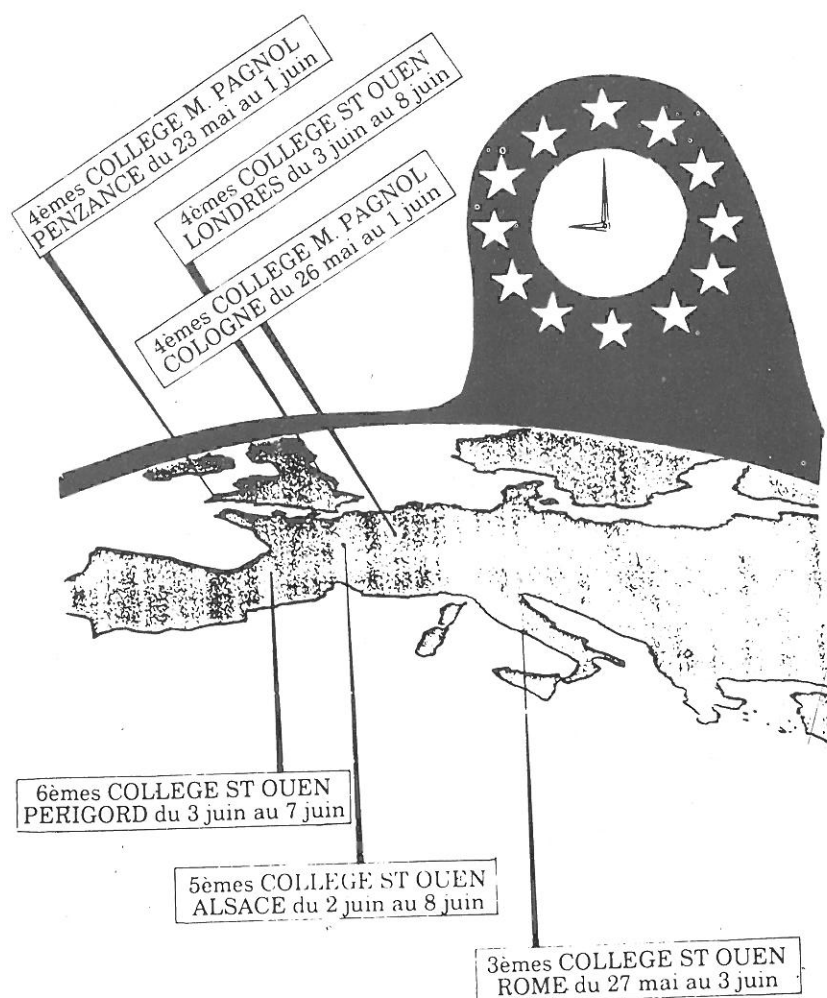 4èmes COLLEGE M. PAGNOL
PENZANCE du 23 mai au 1 juin
4èmes COLLEGE ST OUEN
LONDRES du 3 juin au 8 juin
4èmes COLLEGE M. PAGNOL
COLOGNE du 26 mai au 1 juin
6èmes COLLEGE ST OUEN
PERIGORD du 3 juin au 7 juin
5èmes COLLEGE ST OUEN
ALSACE du 2 juin au 8 juin
3èmes COLLEGE ST OUEN
ROME du 27 mai au 3 juin